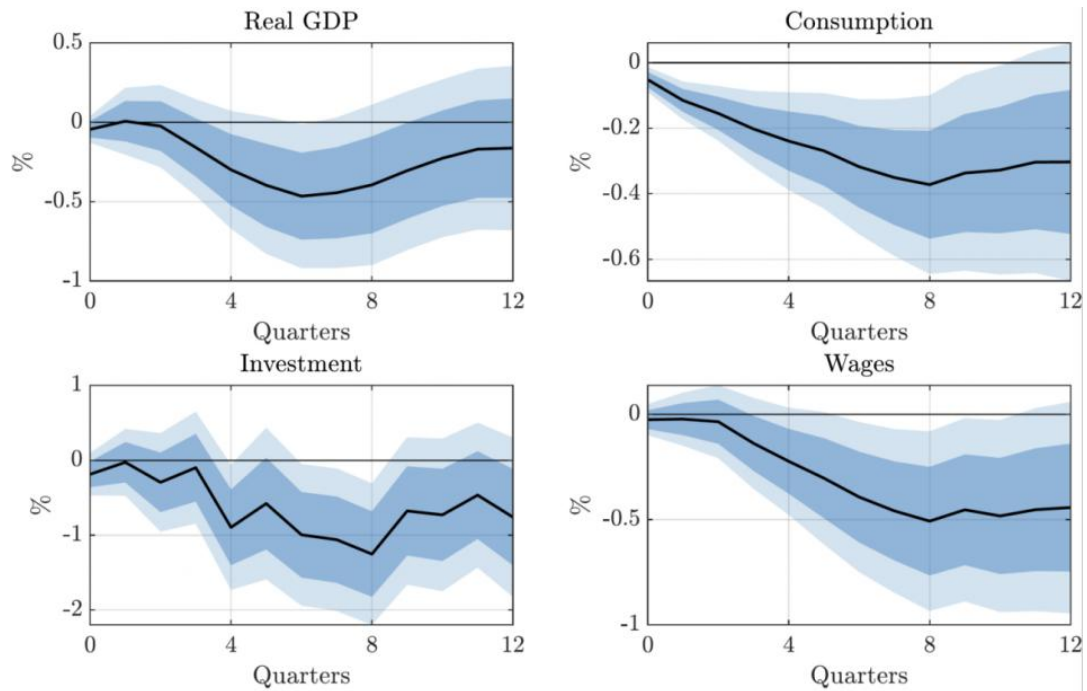 Real GDP
0.5
0
-0.5
-1
%
0 4 8 12
Quarters
Consumption
0
-0.2
-0.4
-0.6
%
0 4 8 12
Quarters
Investment
1
0
-1
-2
%
0 4 8 12
Quarters
Wages
0
-0.5
-1
%
0 4 8 12
Quarters